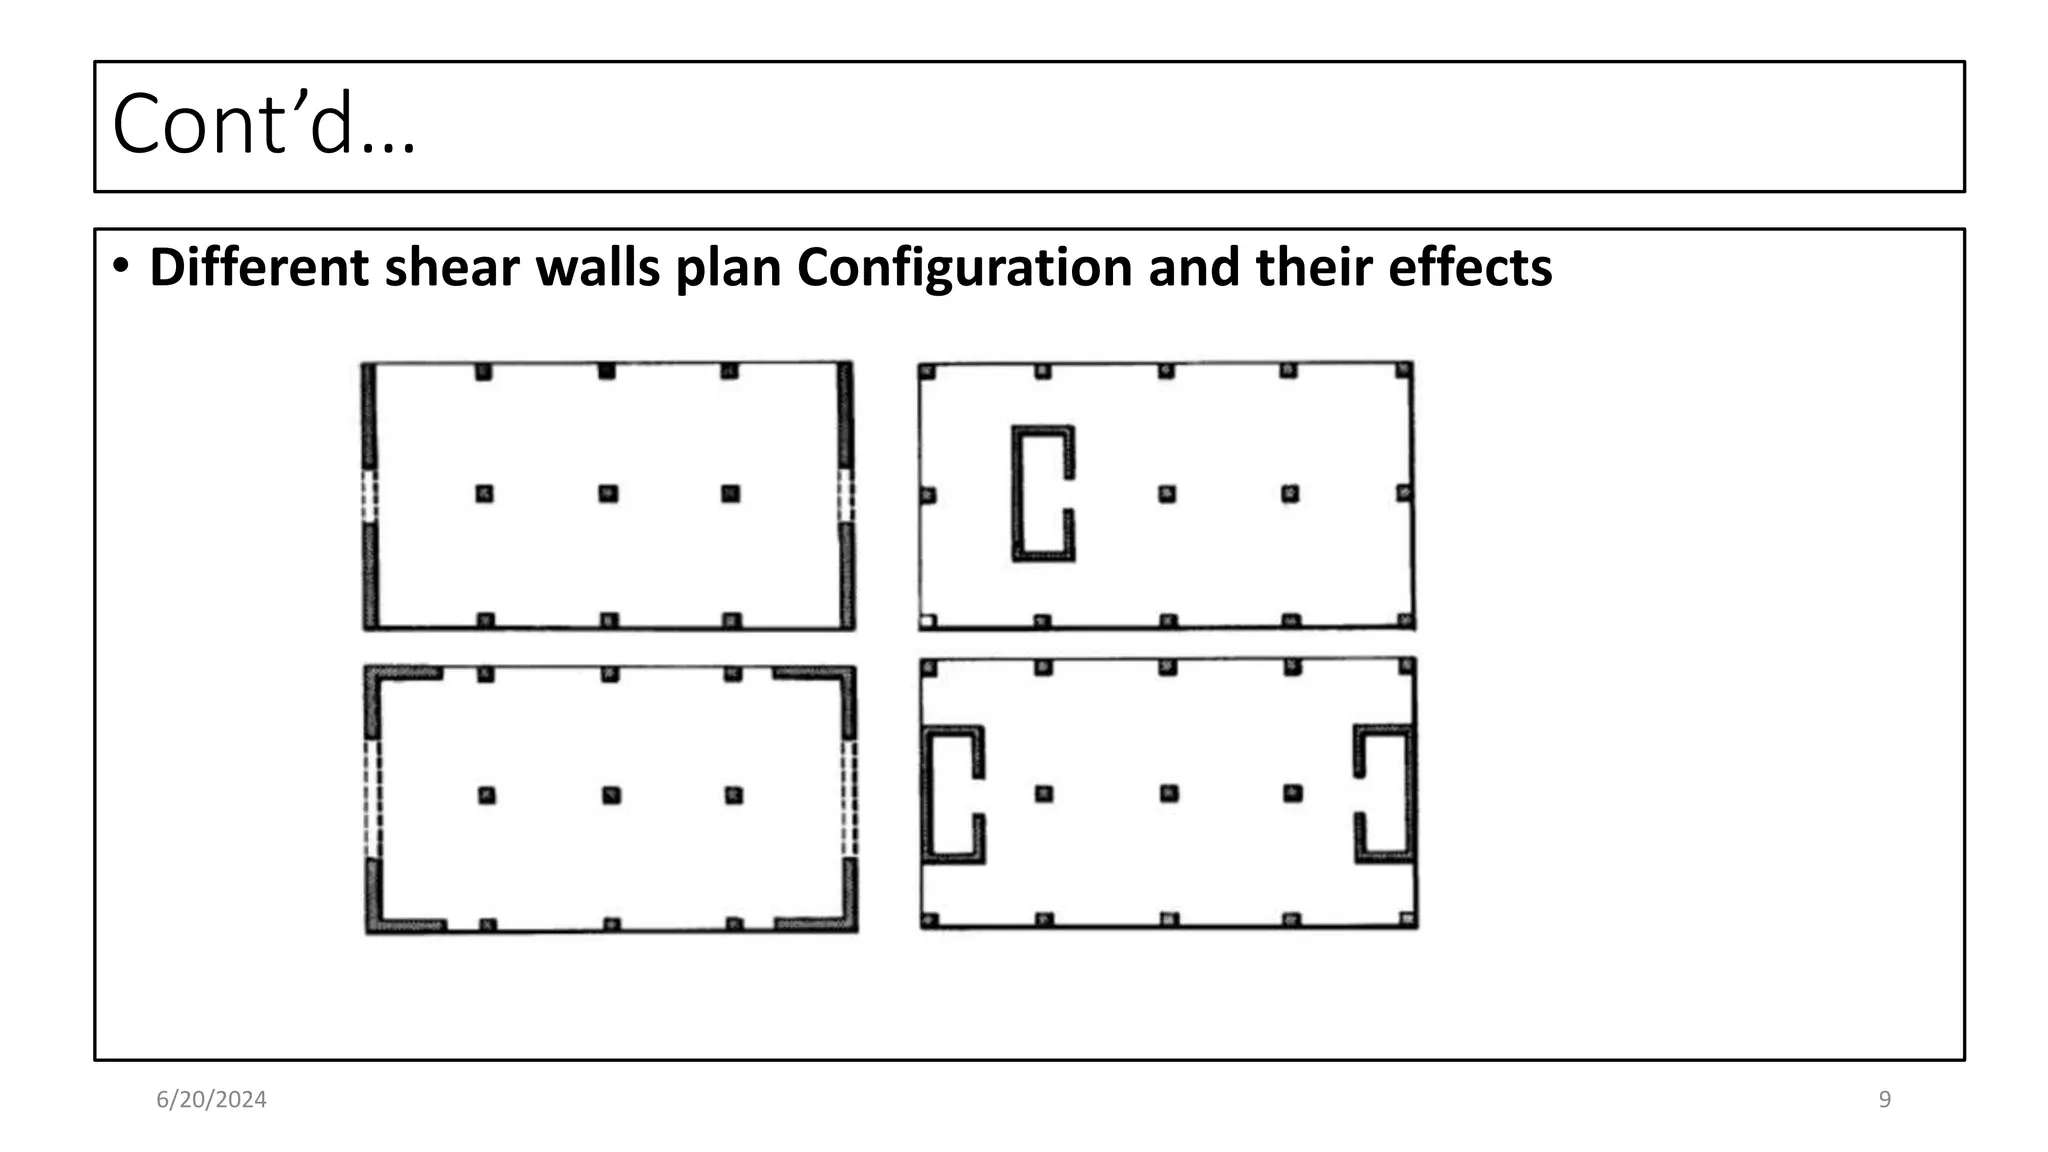 Cont’d…
• Different shear walls plan Configuration and their effects
6/20/2024
9